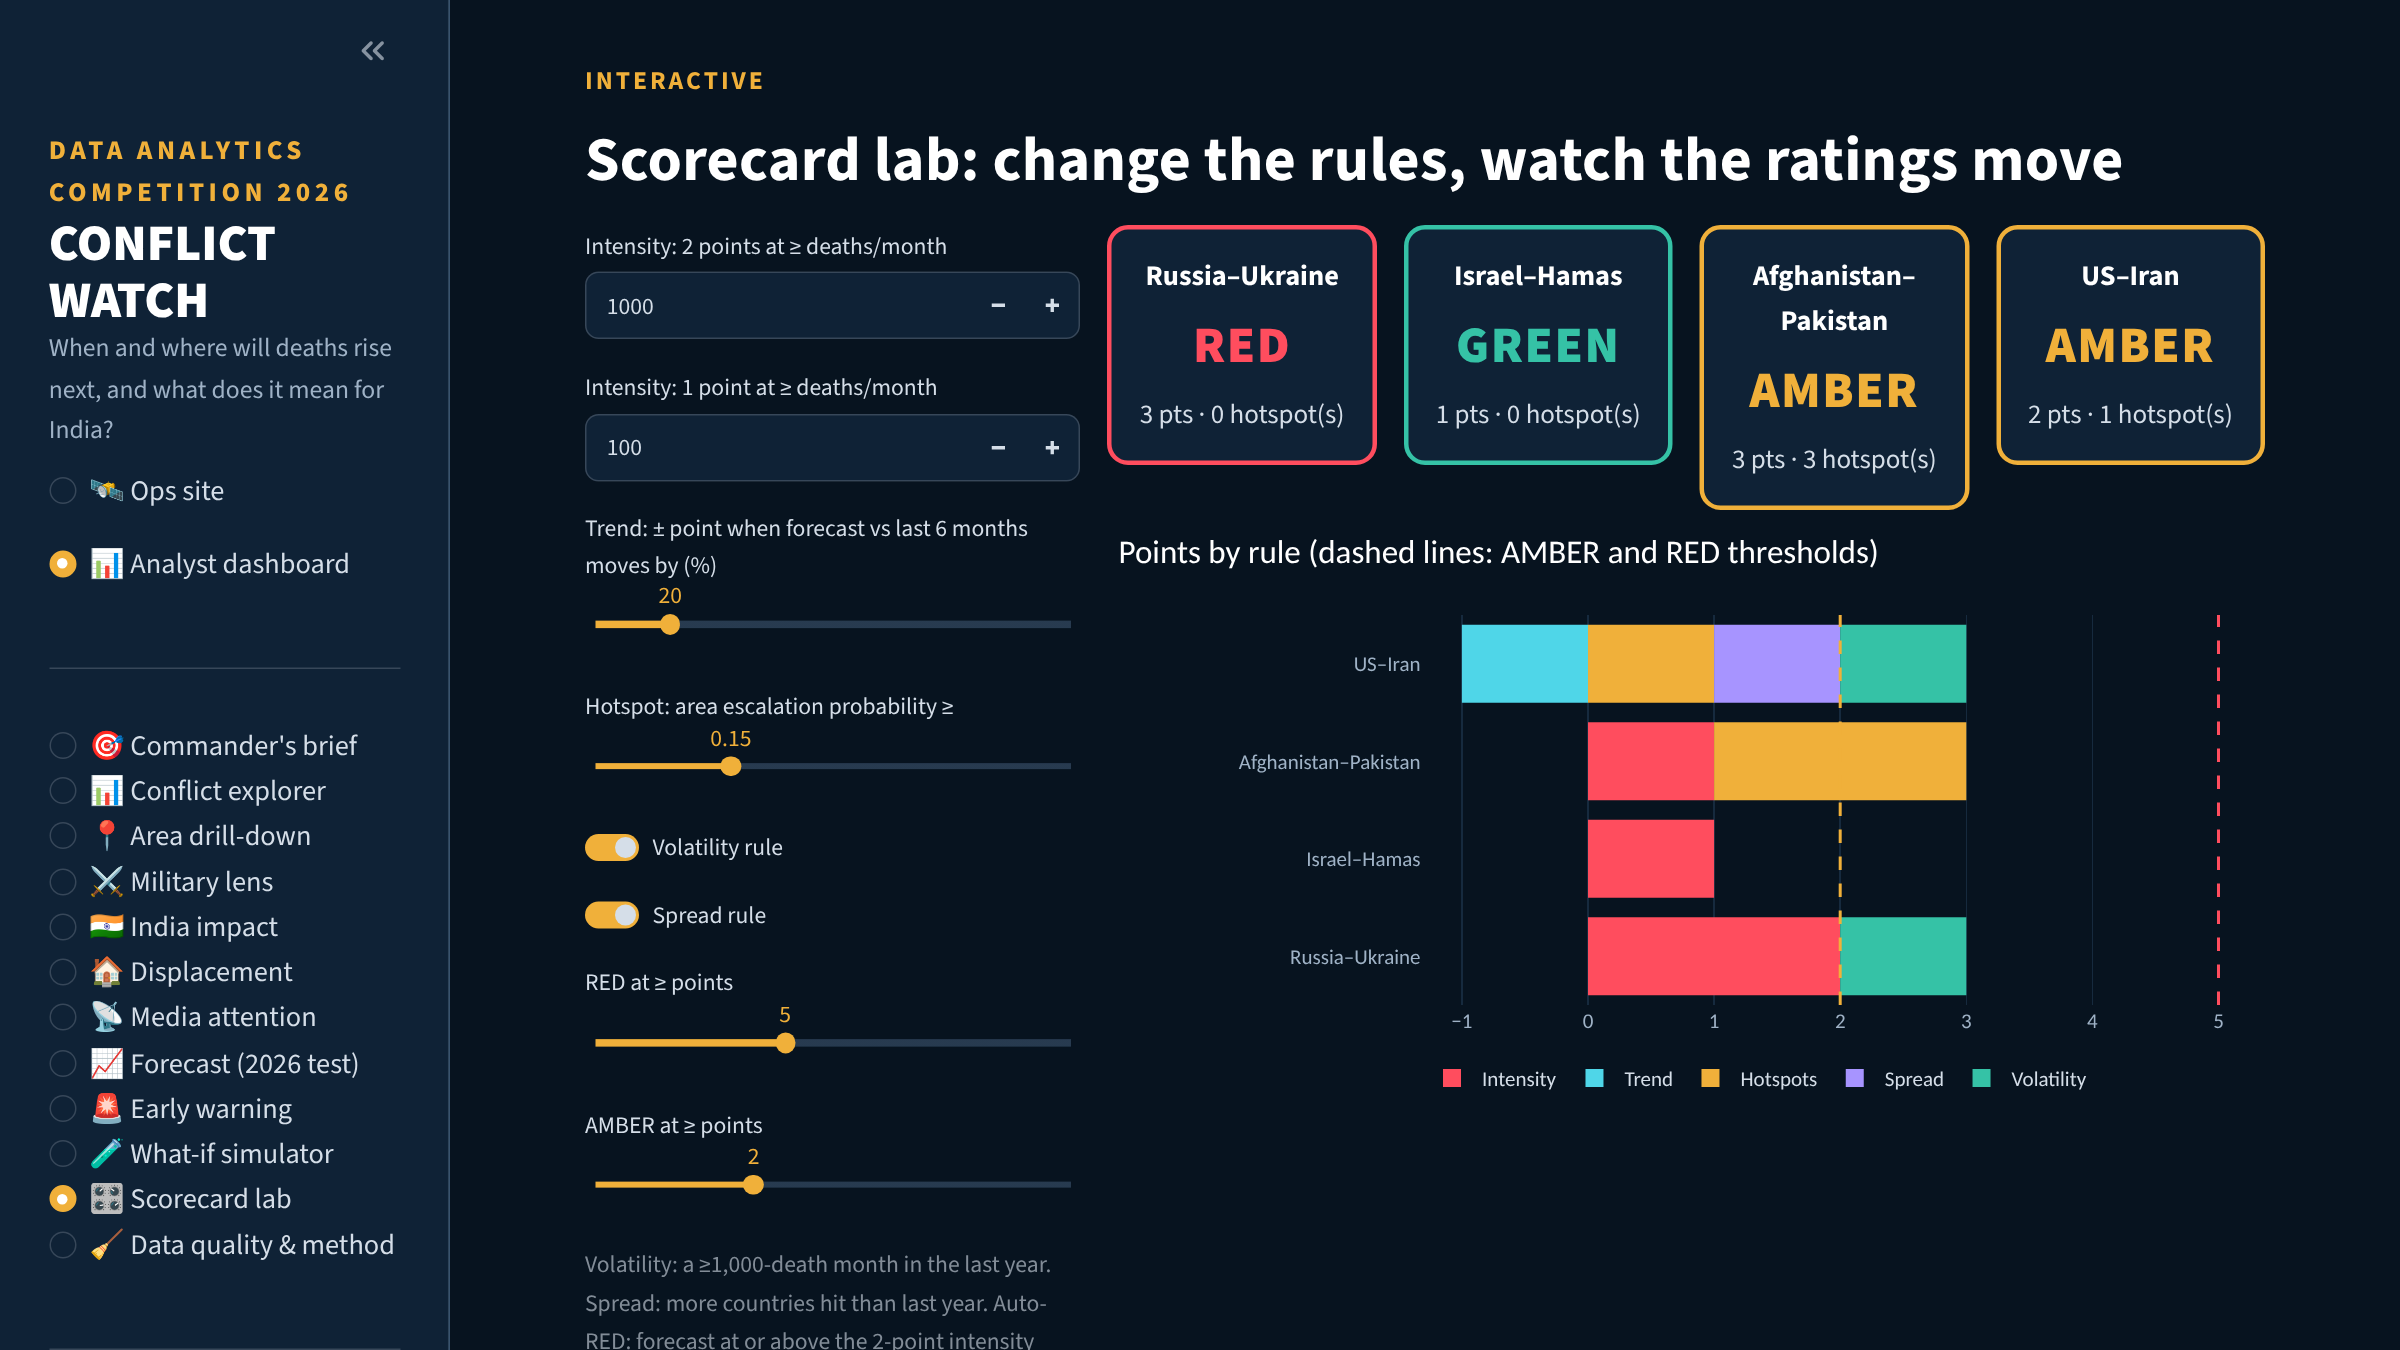 DATA ANALYTICS
COMPETITION 2026
CONFLICT
WATCH
When and where will deaths rise
next, and what does it mean for
India?
Ops site
Analyst dashboard
Commander's brief
Conflict explorer
Area drill-down
Military lens
India impact
Displacement
Media attention
Forecast (2026 test)
Early warning
What-if simulator
Scorecard lab
Data quality & method
INTERACTIVE
Scorecard lab: change the rules, watch the ratings move
Intensity: 2 points at ≥ deaths/month
1000
Intensity: 1 point at ≥ deaths/month
100
Trend: ± point when forecast vs last 6 months
moves by (%)
20
Hotspot: area escalation probability ≥
0.15
Volatility rule
Spread rule
RED at ≥ points
5
AMBER at ≥ points
2
Volatility: a ≥1,000-death month in the last year.
Spread: more countries hit than last year. Auto-
RED: forecast at or above the 2-point intensity
Russia–Ukraine
RED
3 pts · 0 hotspot(s)
Israel–Hamas
GREEN
1 pts · 0 hotspot(s)
Afghanistan–
Pakistan
AMBER
3 pts · 3 hotspot(s)
US–Iran
AMBER
2 pts · 1 hotspot(s)
Points by rule (dashed lines: AMBER and RED thresholds)
US–Iran
Afghanistan–Pakistan
Israel–Hamas
Russia–Ukraine
−1 0 1 2 3 4 5
Intensity Trend Hotspots Spread Volatility